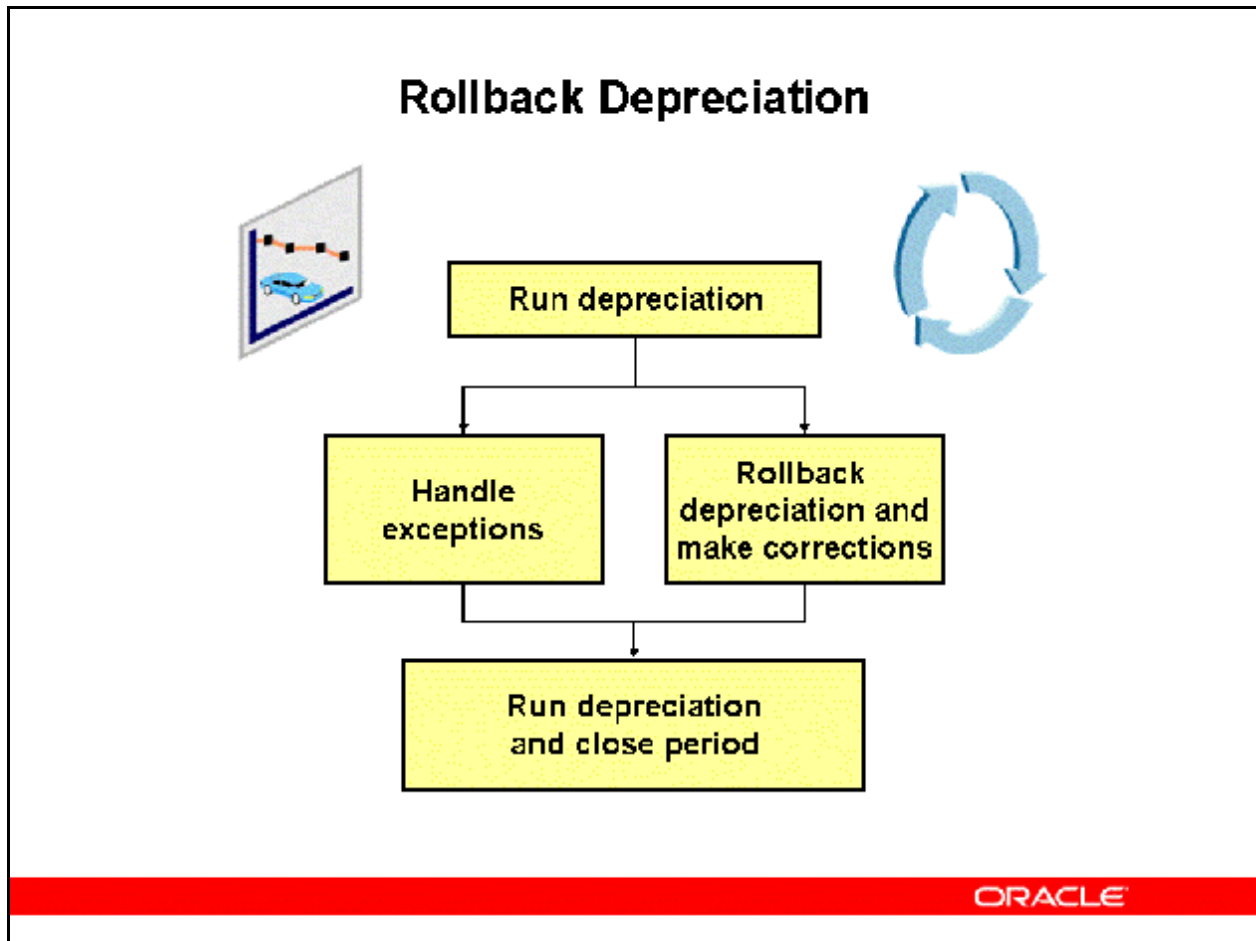 Rollback Depreciation
Run depreciation
Handle
exceptions
Rollback
depreciation and
make corrections
Run depreciation
and close period
ORACLE